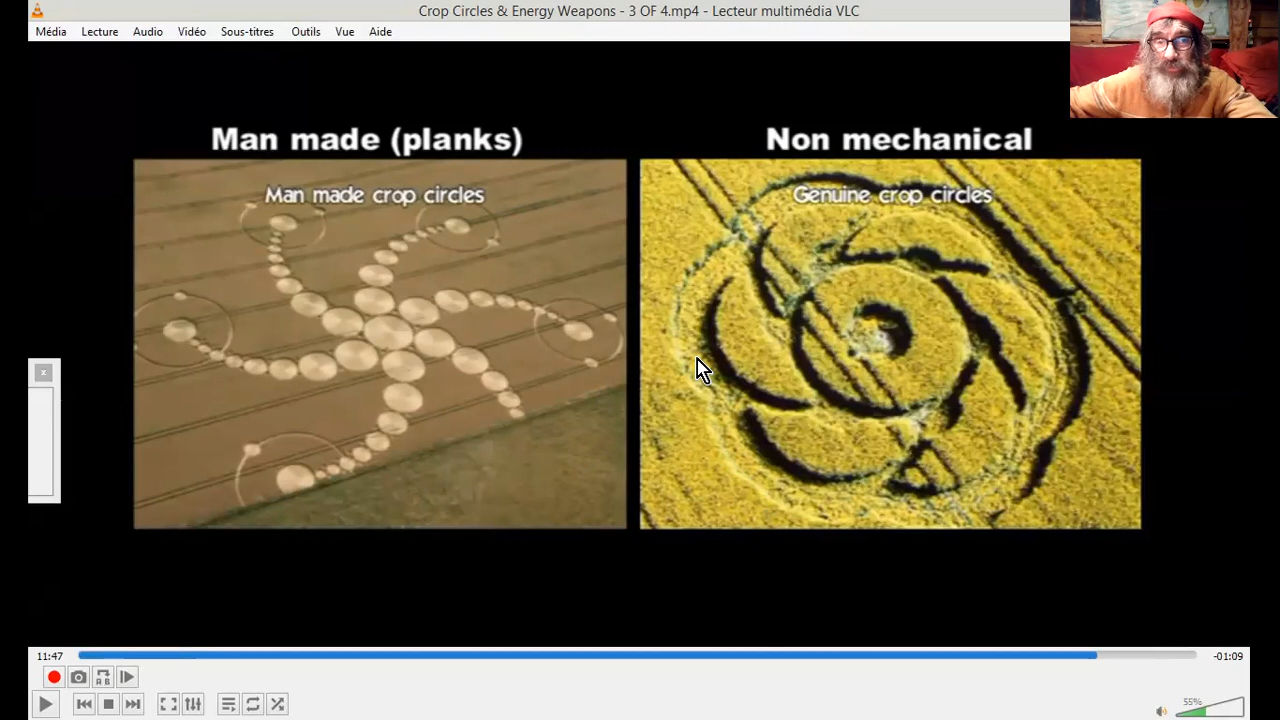 Crop Circles & Energy Weapons - 3 OF 4.mp4 - Lecteur multimédia VLC
Média Lecture Audio Vidéo Sous-titres Outils Vue Aide
Man made (planks) Non mechanical
Man made crop circles Genuine crop circles
x
11:47 -01:09
A B
55%